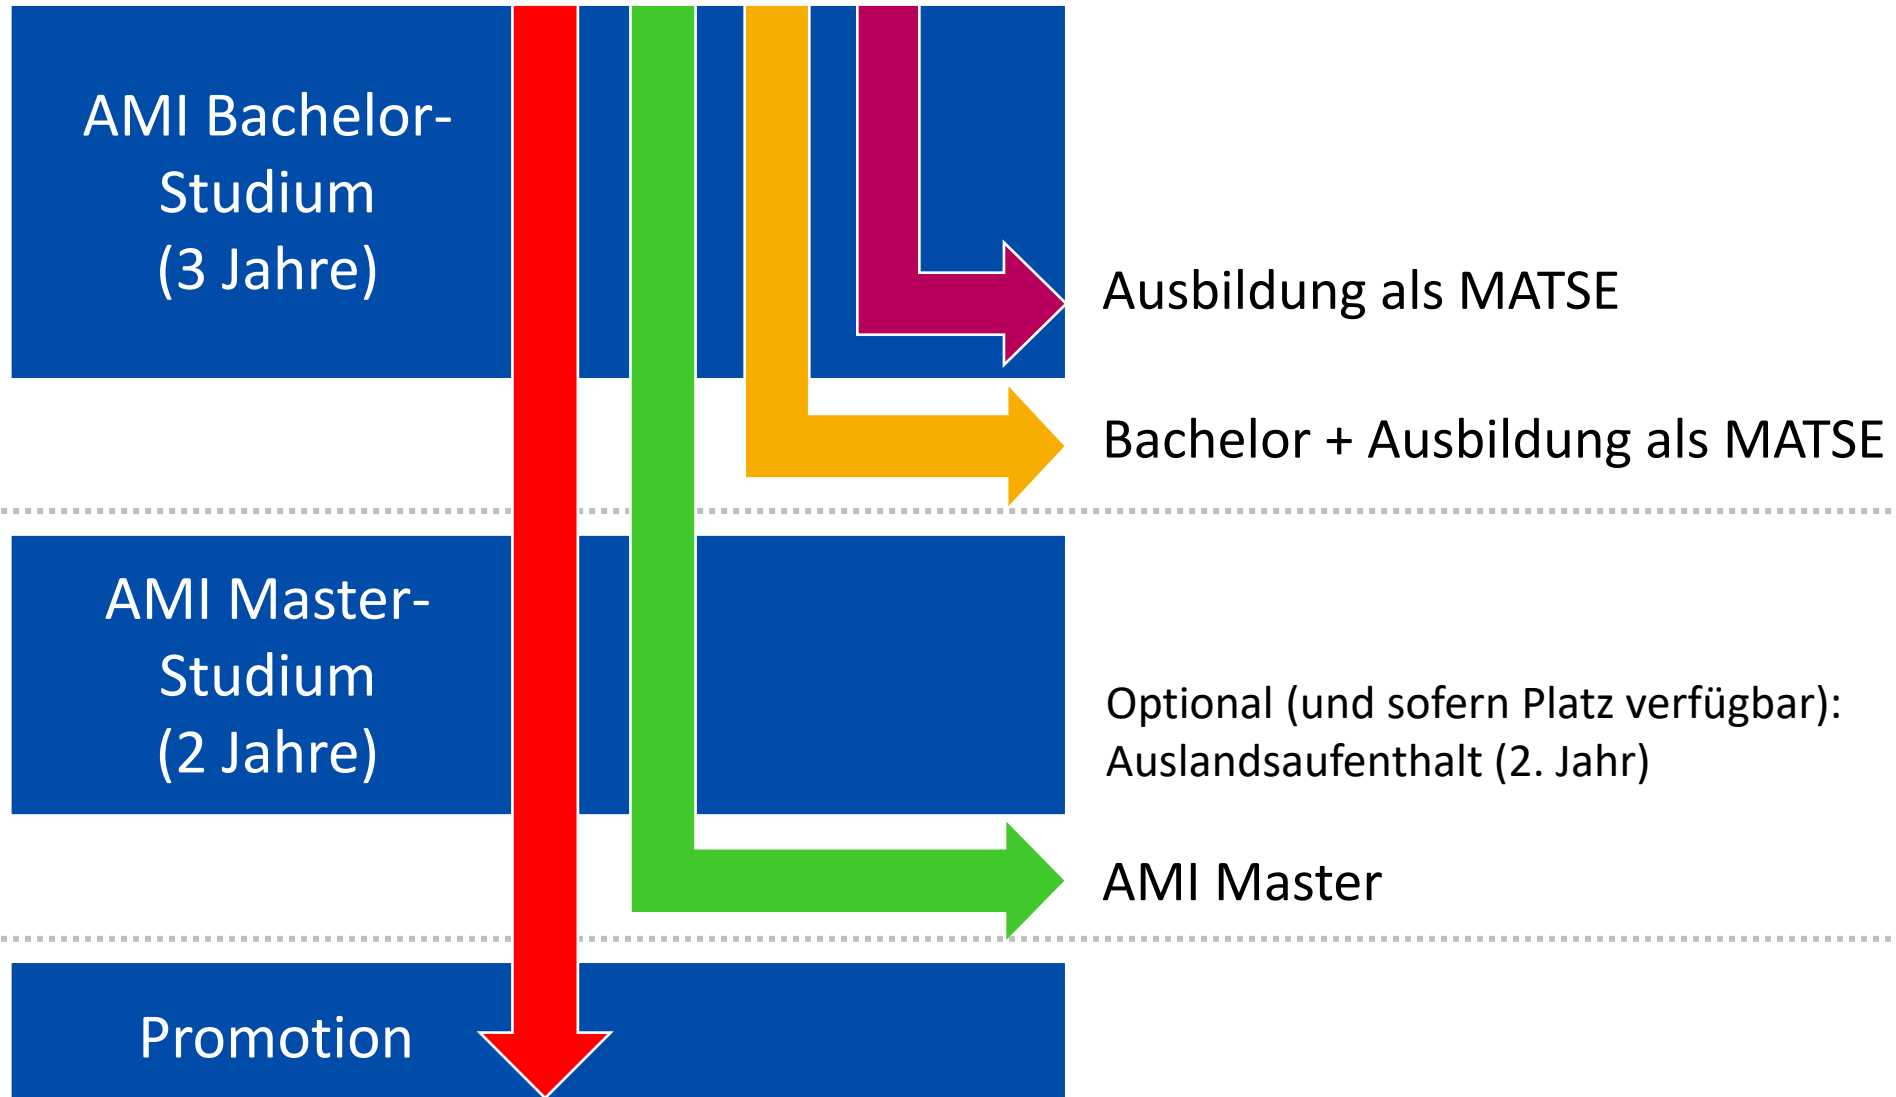 AMI Bachelor-
Studium
(3 Jahre)
Ausbildung als MATSE
Bachelor + Ausbildung als MATSE
AMI Master-
Studium
(2 Jahre)
Optional (und sofern Platz verfügbar):
Auslandsaufenthalt (2. Jahr)
AMI Master
Promotion